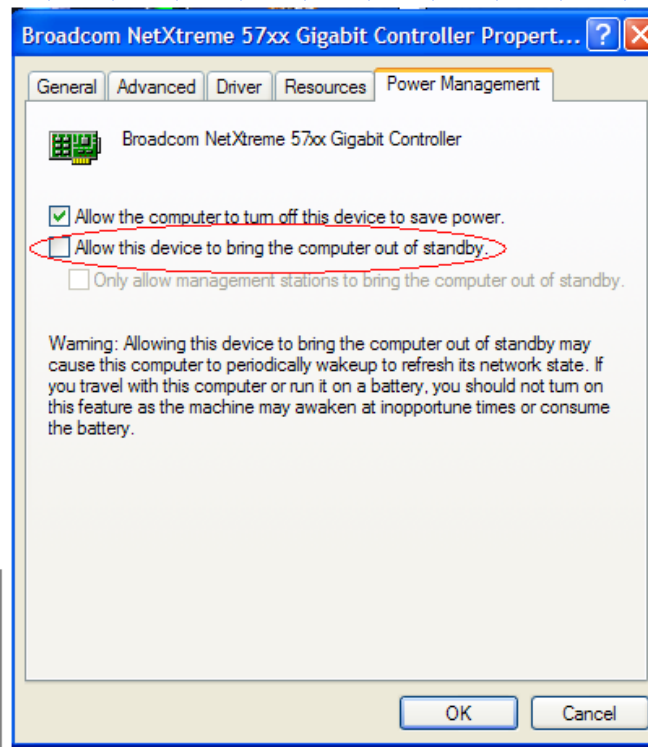 Broadcom NetXtreme 57xx Gigabit Controller Propert...
General Advanced Driver Resources Power Management
Broadcom NetXtreme 57xx Gigabit Controller
Allow the computer to turn off this device to save power.
Allow this device to bring the computer out of standby.
Only allow management stations to bring the computer out of standby.
Warning: Allowing this device to bring the computer out of standby may
cause this computer to periodically wakeup to refresh its network state. If
you travel with this computer or run it on a battery, you should not turn on
this feature as the machine may awaken at inopportune times or consume
the battery.
OK Cancel